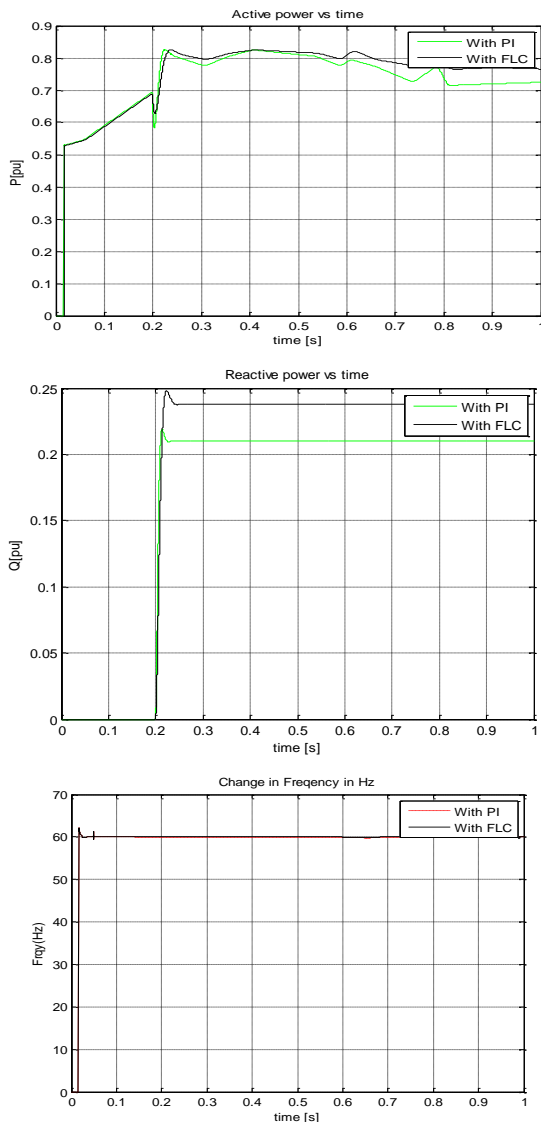 Active power vs time
0.9
0.8
0.7
0.6
0.5
0.4
0.3
0.2
0.1
0
P[pu]
With PI
With FLC
0 0.1 0.2 0.3 0.4 0.5 0.6 0.7 0.8 0.9 1
time [s]
Reactive power vs time
0.25
0.2
0.15
0.1
0.05
0
Q[pu]
With PI
With FLC
0 0.1 0.2 0.3 0.4 0.5 0.6 0.7 0.8 0.9 1
time [s]
Change in Freqency in Hz
70
60
50
40
30
20
10
0
Frqy(Hz)
With PI
With FLC
0 0.1 0.2 0.3 0.4 0.5 0.6 0.7 0.8 0.9 1
time [s]